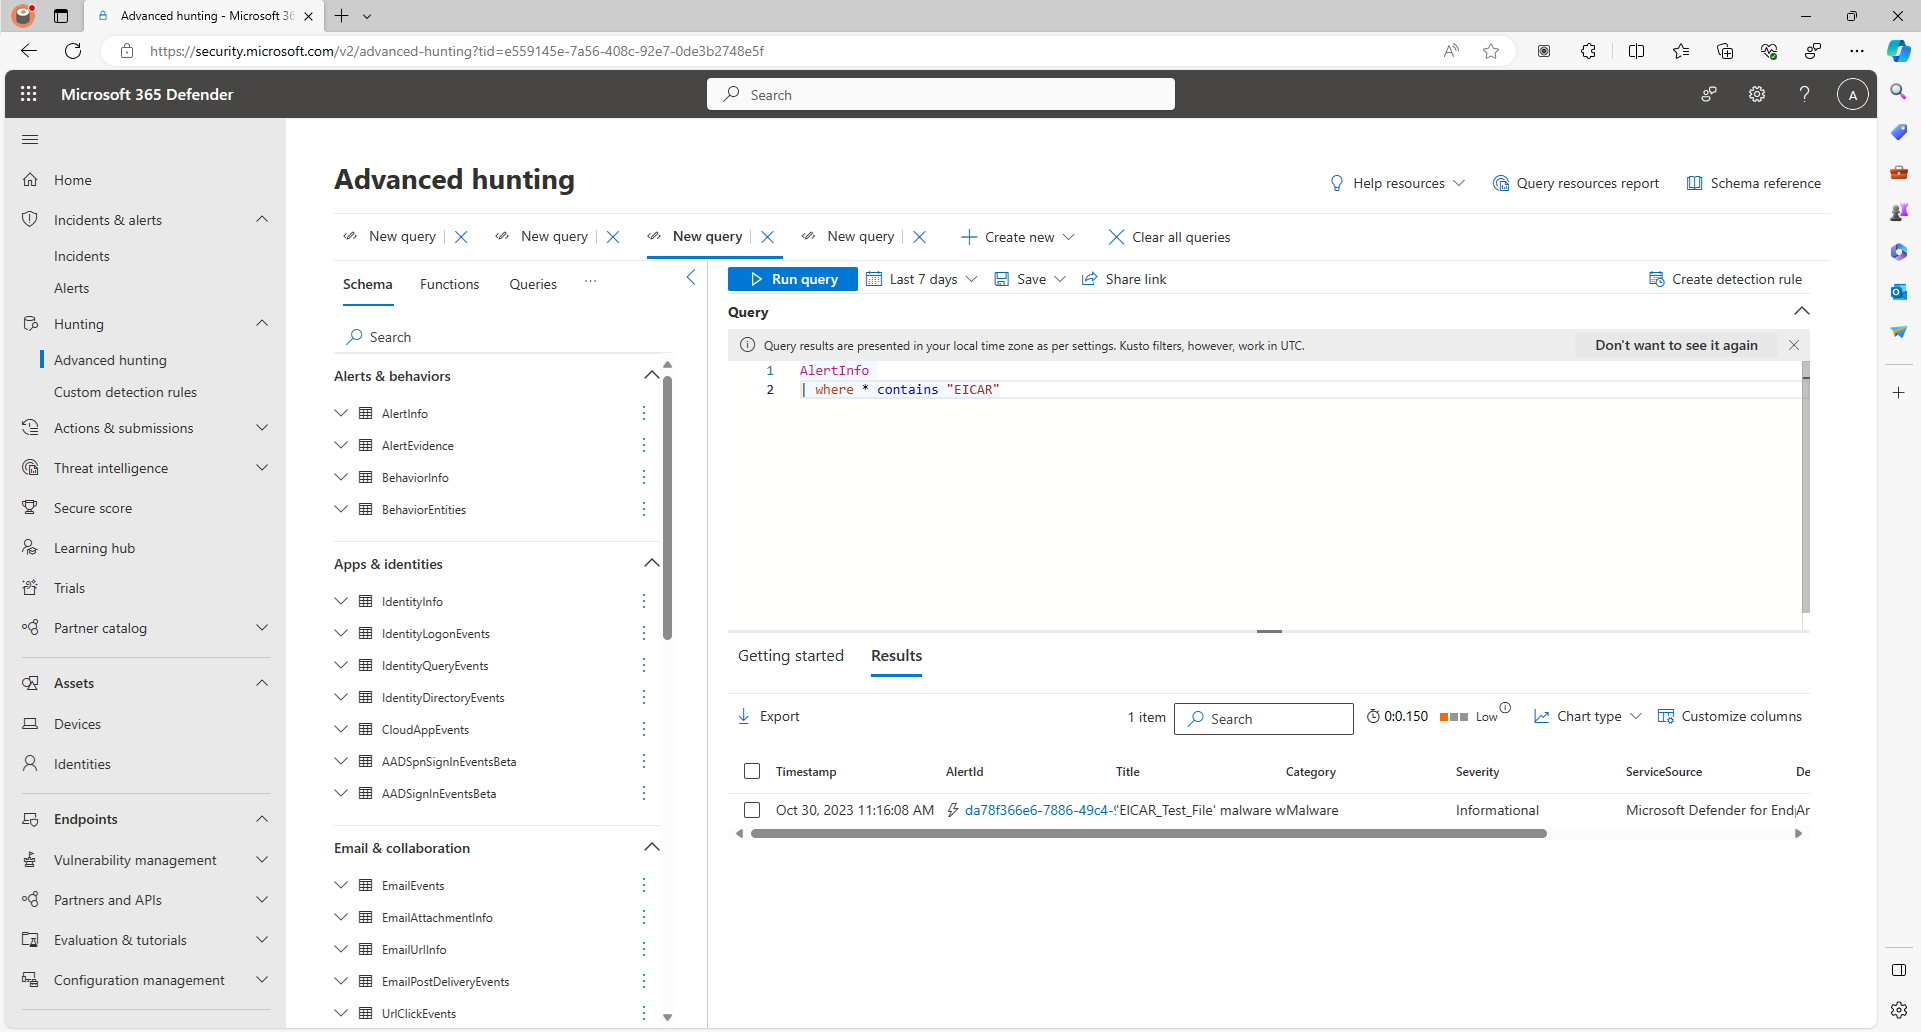 Advanced hunting - Microsoft 36
https://security.microsoft.com/v2/advanced-hunting?tid=e559145e-7a56-408c-92e7-0de3b2748e5f
Microsoft 365 Defender
Search
A
Home
Incidents & alerts
Incidents
Alerts
Hunting
Advanced hunting
Custom detection rules
Actions & submissions
Threat intelligence
Secure score
Learning hub
Trials
Partner catalog
Assets
Devices
Identities
Endpoints
Vulnerability management
Partners and APIs
Evaluation & tutorials
Configuration management
Advanced hunting
Help resources
Query resources report
Schema reference
New query
New query
New query
New query
Create new
Clear all queries
Schema
Functions
Queries
Search
Alerts & behaviors
AlertInfo
AlertEvidence
BehaviorInfo
BehaviorEntities
Apps & identities
IdentityInfo
IdentityLogonEvents
IdentityQueryEvents
IdentityDirectoryEvents
CloudAppEvents
AADSpnSignInEventsBeta
AADSignInEventsBeta
Email & collaboration
EmailEvents
EmailAttachmentInfo
EmailUrlInfo
EmailPostDeliveryEvents
UrlClickEvents
Run query
Last 7 days
Save
Share link
Create detection rule
Query
Query results are presented in your local time zone as per settings. Kusto filters, however, work in UTC.
Don't want to see it again
1 AlertInfo
2 | where * contains "EICAR"
Getting started
Results
Export
1 item
Search
0:0.150
Low
Chart type
Customize columns
Timestamp AlertId Title Category Severity ServiceSource De
Oct 30, 2023 11:16:08 AM da78f366e6-7886-49c4-9 'EICAR_Test_File' malware w Malware Informational Microsoft Defender for End Ar